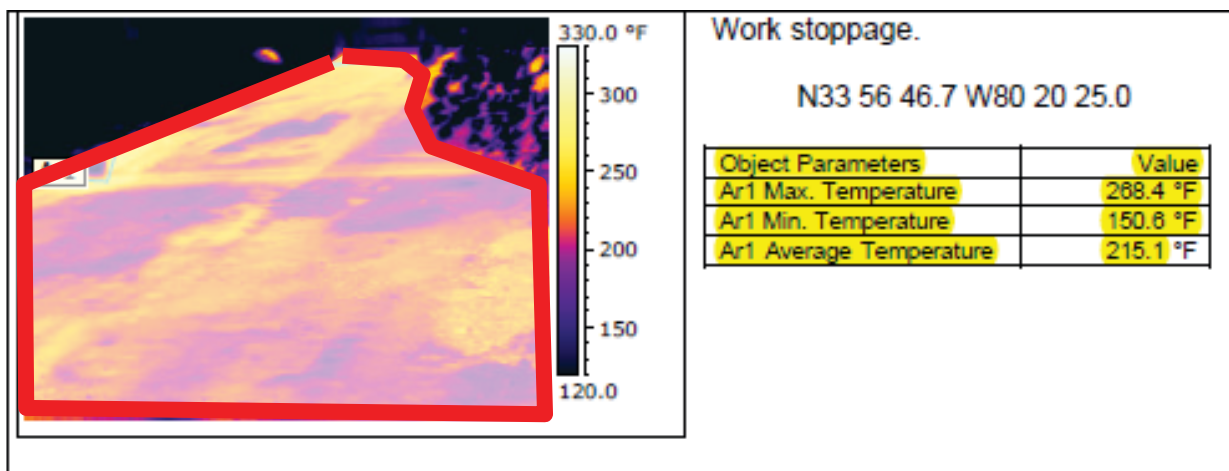 330.0 °F
300
250
200
150
120.0
Work stoppage.
N33 56 46.7 W80 20 25.0
Object Parameters Value
Ar1 Max. Temperature 268.4 °F
Ar1 Min. Temperature 150.6 °F
Ar1 Average Temperature 215.1 °F